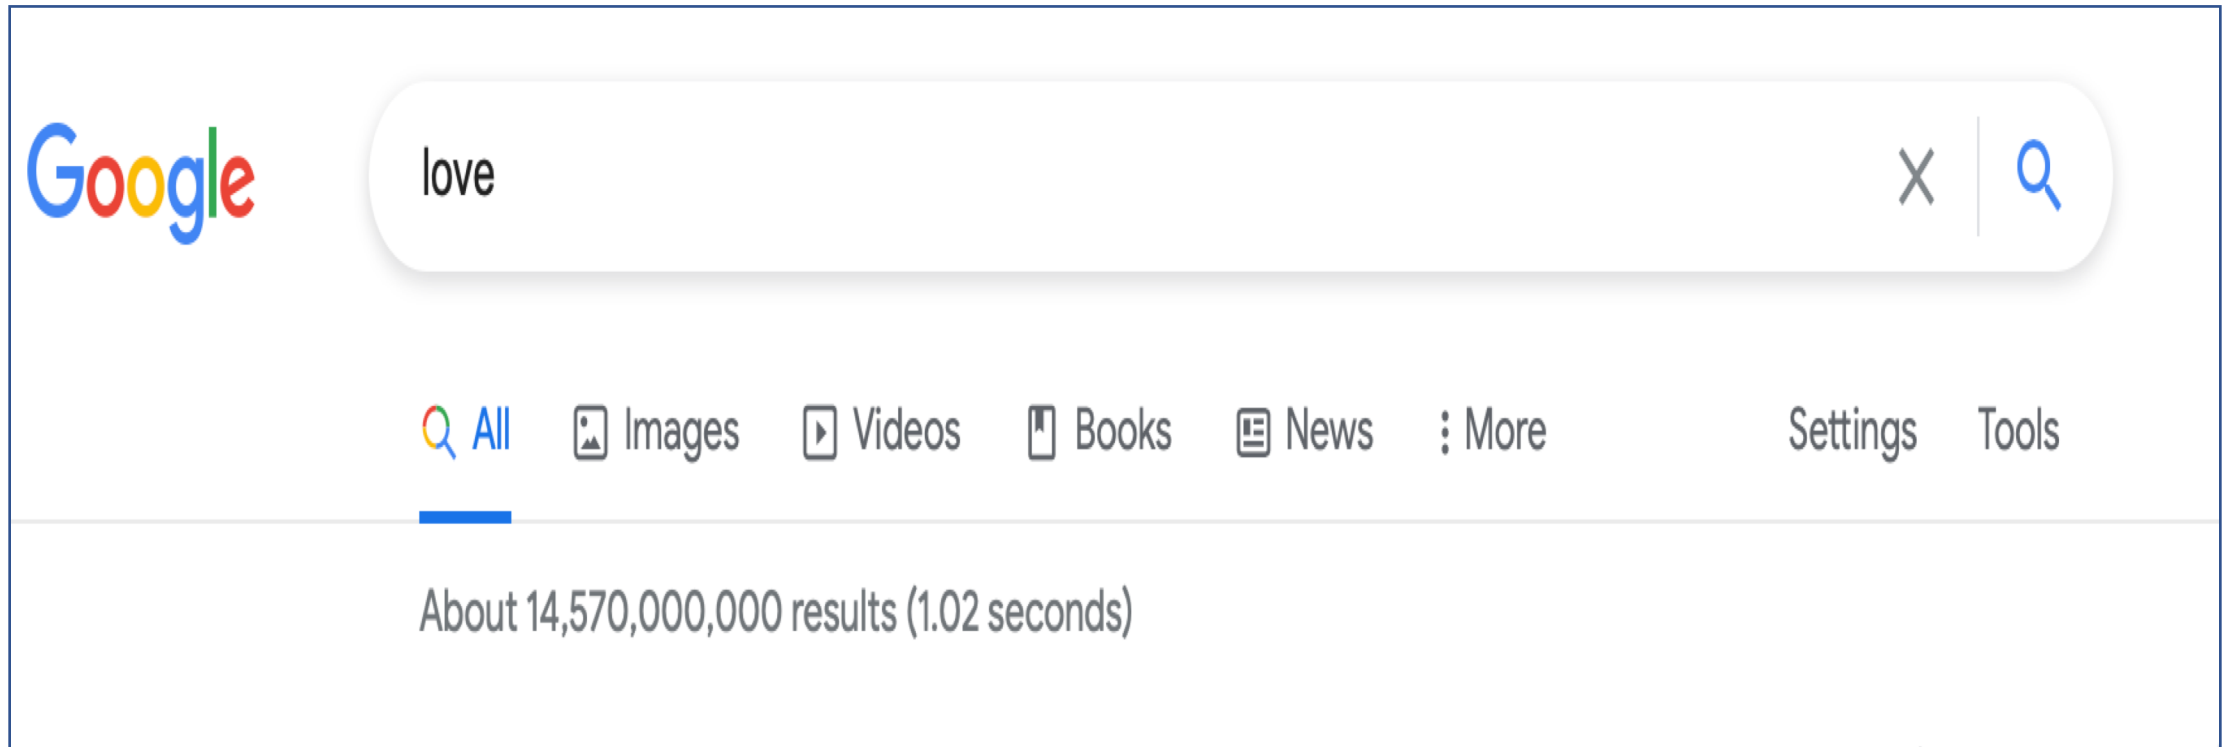 Google love
All Images Videos Books News More Settings Tools
About 14,570,000,000 results (1.02 seconds)